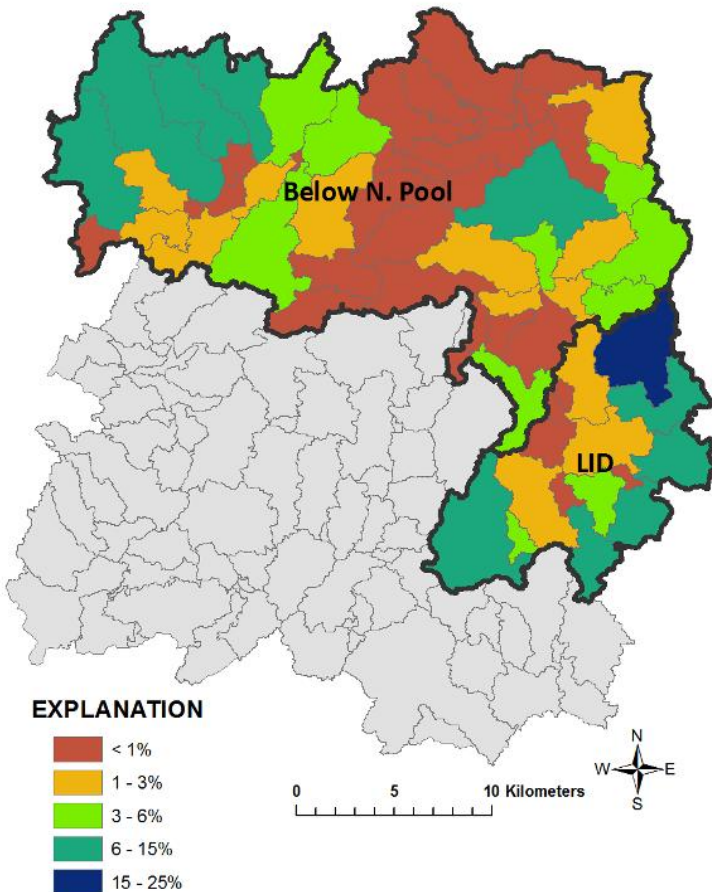 Below N. Pool
LID
EXPLANATION
< 1%
1 - 3%
3 - 6%
6 - 15%
15 - 25%
N
W E
S
0 5 10 Kilometers